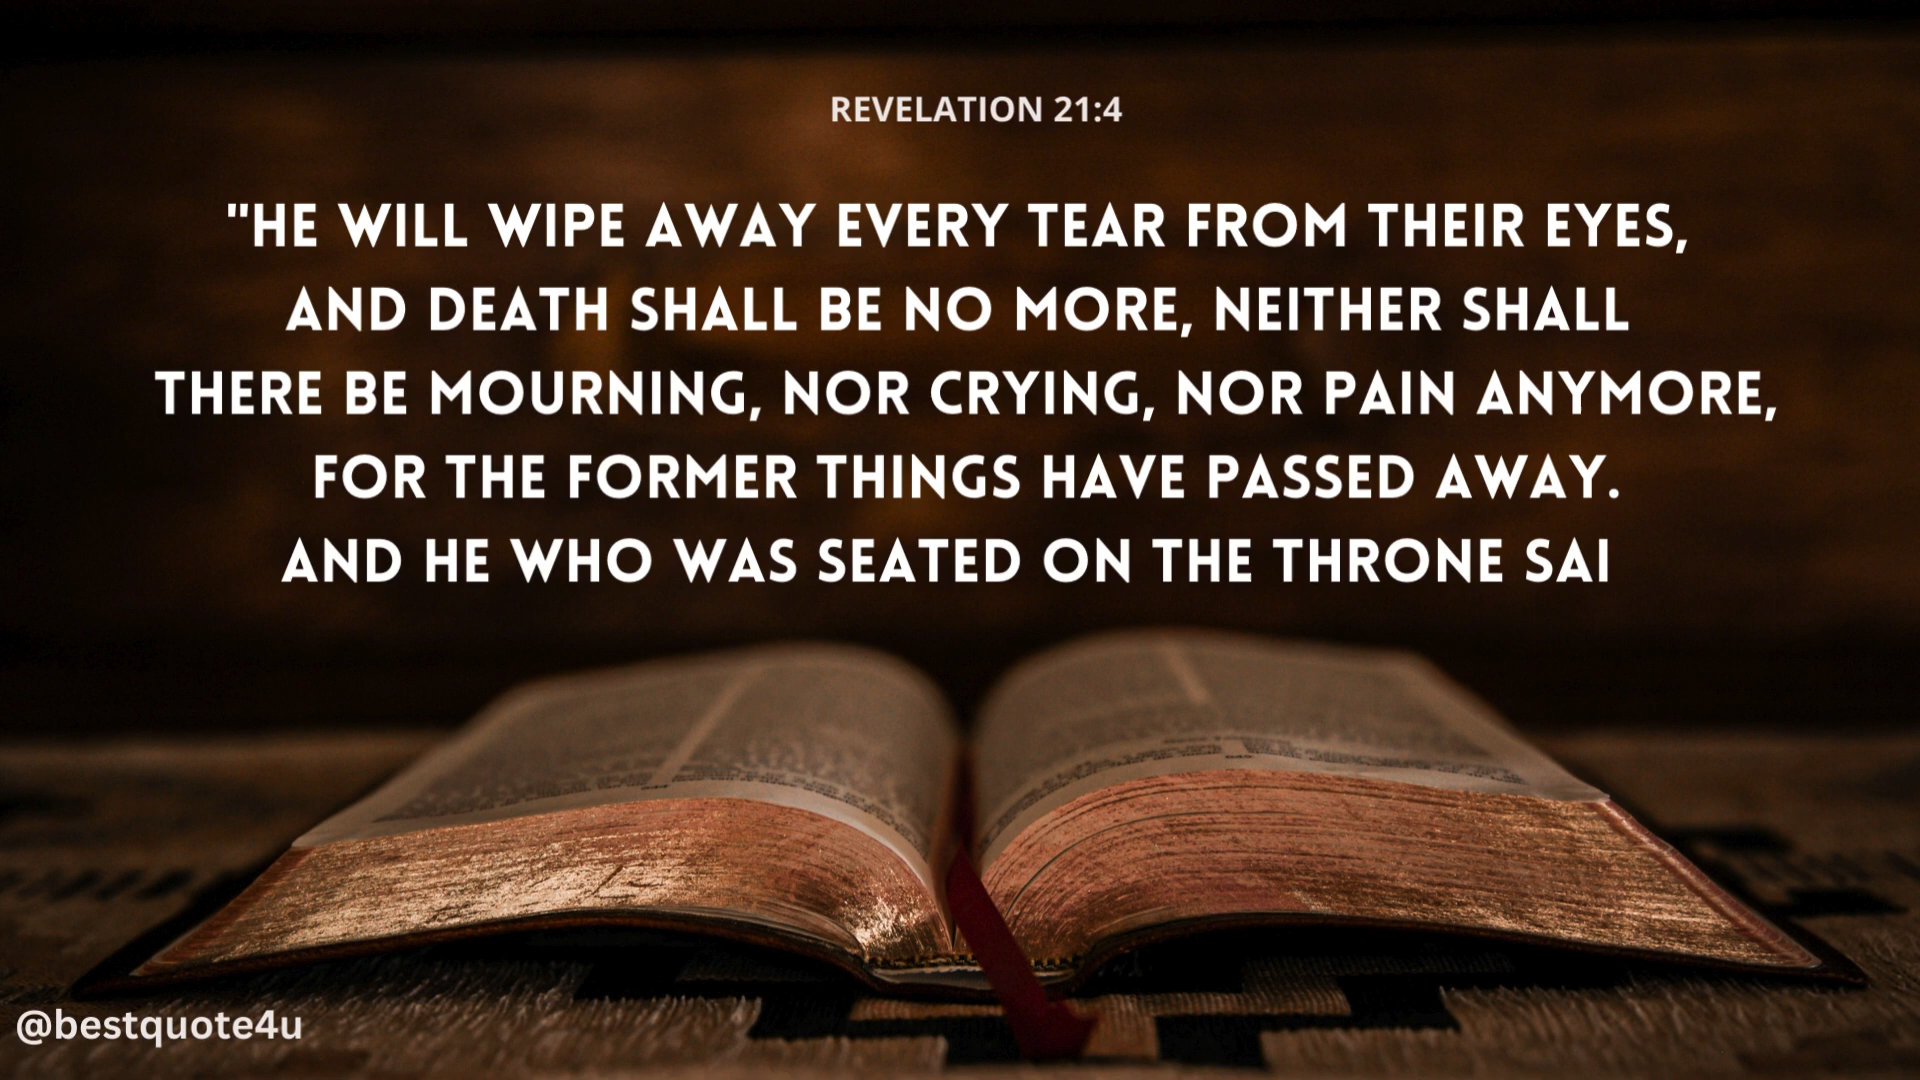 REVELATION 21:4
"HE WILL WIPE AWAY EVERY TEAR FROM THEIR EYES,
AND DEATH SHALL BE NO MORE, NEITHER SHALL
THERE BE MOURNING, NOR CRYING, NOR PAIN ANYMORE,
FOR THE FORMER THINGS HAVE PASSED AWAY.
AND HE WHO WAS SEATED ON THE THRONE SAI
@bestquote4u